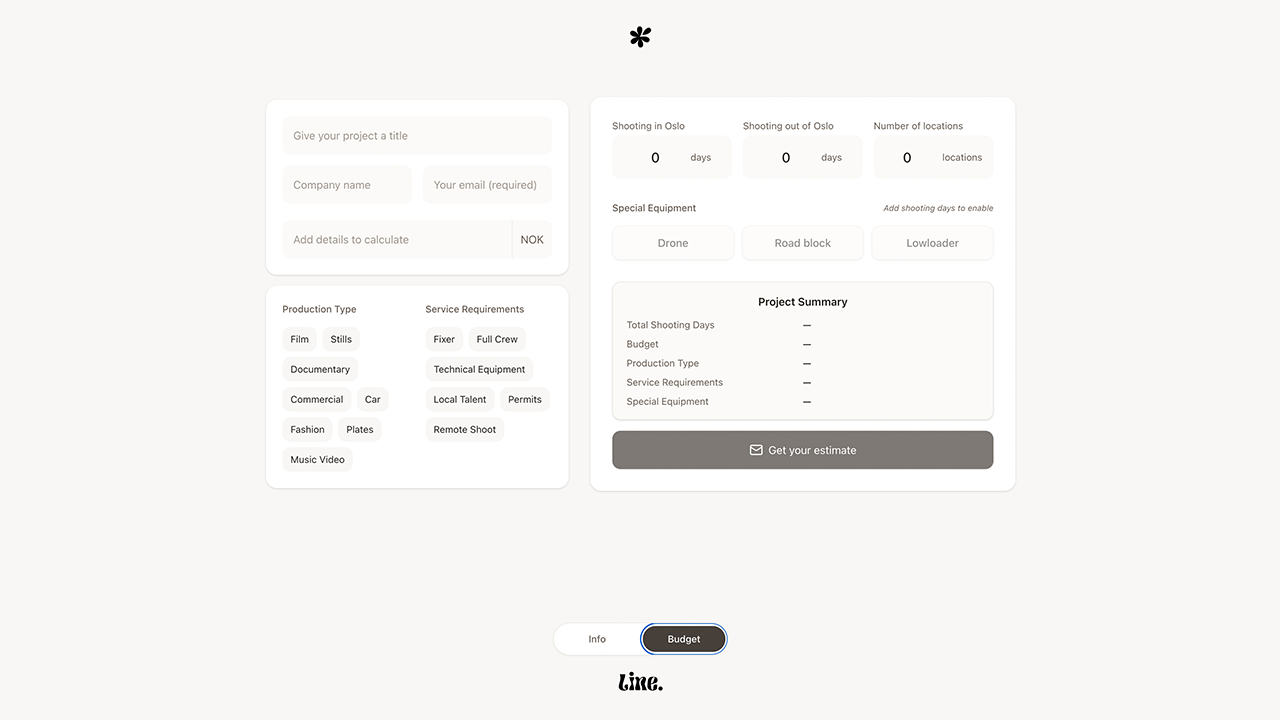 Give your project a title
Company name
Your email (required)
Add details to calculate
NOK
Production Type
Film
Stills
Documentary
Commercial
Car
Fashion
Plates
Music Video
Service Requirements
Fixer
Full Crew
Technical Equipment
Local Talent
Permits
Remote Shoot
Shooting in Oslo
0 days
Shooting out of Oslo
0 days
Number of locations
0 locations
Special Equipment
Add shooting days to enable
Drone
Road block
Lowloader
Project Summary
Total Shooting Days —
Budget —
Production Type —
Service Requirements —
Special Equipment —
Get your estimate
Info
Budget
Line.